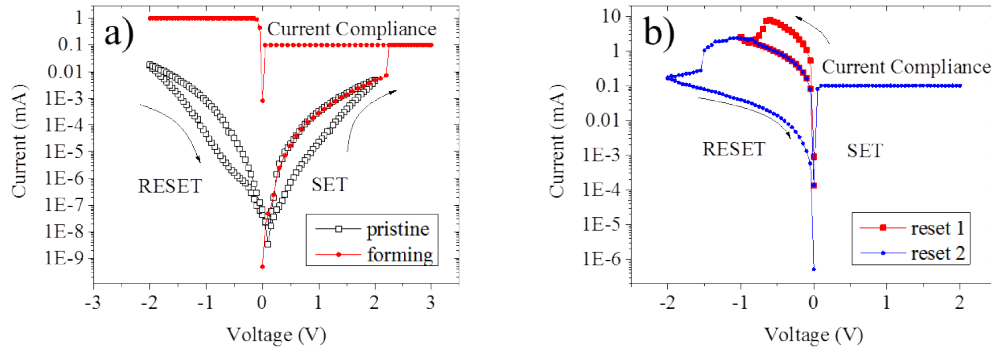 a)
Current Compliance
RESET
SET
pristine
forming
1
0.1
0.01
1E-3
1E-4
1E-5
1E-6
1E-7
1E-8
1E-9
Current (mA)
-3 -2 -1 0 1 2 3
Voltage (V)
b)
Current Compliance
RESET
SET
reset 1
reset 2
10
1
0.1
0.01
1E-3
1E-4
1E-5
1E-6
Current (mA)
-2 -1 0 1 2
Voltage (V)